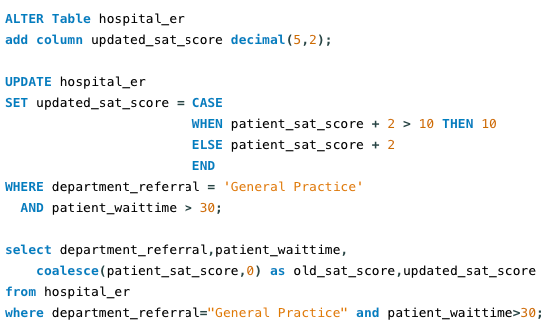 ALTER Table hospital_er
add column updated_sat_score decimal(5,2);

UPDATE hospital_er
SET updated_sat_score = CASE
                        WHEN patient_sat_score + 2 > 10 THEN 10
                        ELSE patient_sat_score + 2
                        END
WHERE department_referral = 'General Practice'
  AND patient_waittime > 30;

select department_referral,patient_waittime,
    coalesce(patient_sat_score,0) as old_sat_score,updated_sat_score
from hospital_er
where department_referral="General Practice" and patient_waittime>30;